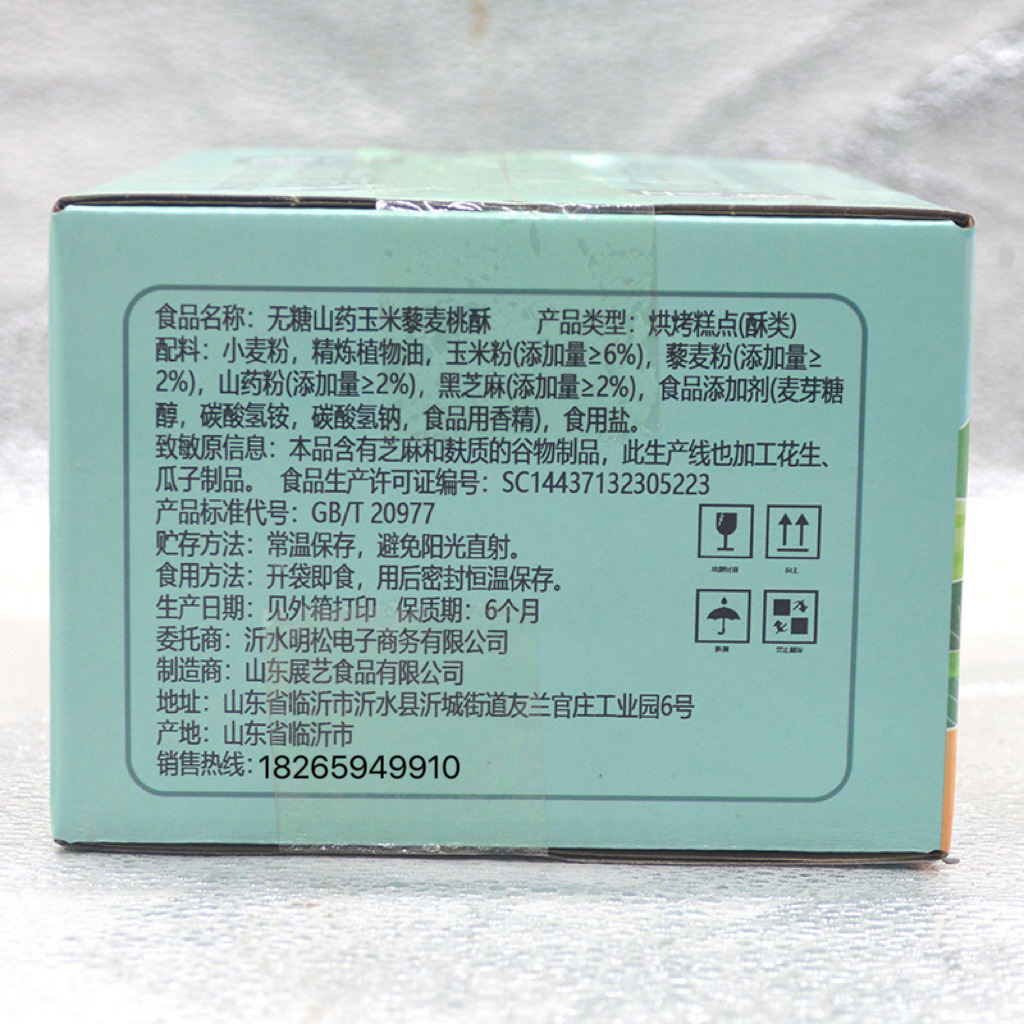 食品名称：无糖山药玉米藜麦桃酥 产品类型：烘烤糕点(酥类)
配料：小麦粉，精炼植物油，玉米粉(添加量≥6%)，藜麦粉(添加量≥
2%)，山药粉(添加量≥2%)，黑芝麻(添加量≥2%)，食品添加剂(麦芽糖
醇，碳酸氢铵，碳酸氢钠，食品用香精)，食用盐。
致敏原信息：本品含有芝麻和麸质的谷物制品，此生产线也加工花生、
瓜子制品。 食品生产许可证编号：SC14437132305223
产品标准代号：GB/T 20977
贮存方法：常温保存，避免阳光直射。
食用方法：开袋即食，用后密封恒温保存。
生产日期：见外箱打印 保质期：6个月
委托商：沂水明松电子商务有限公司
制造商：山东展艺食品有限公司
地址：山东省临沂市沂水县沂城街道友兰官庄工业园6号
产地：山东省临沂市
销售热线：18265949910
向上